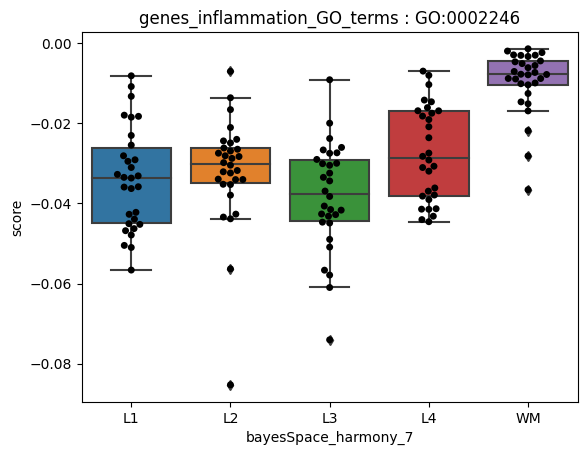 genes_inflammation_GO_terms : GO:0002246
0.00
−0.02
−0.04
−0.06
−0.08
score
L1 L2 L3 L4 WM
bayesSpace_harmony_7